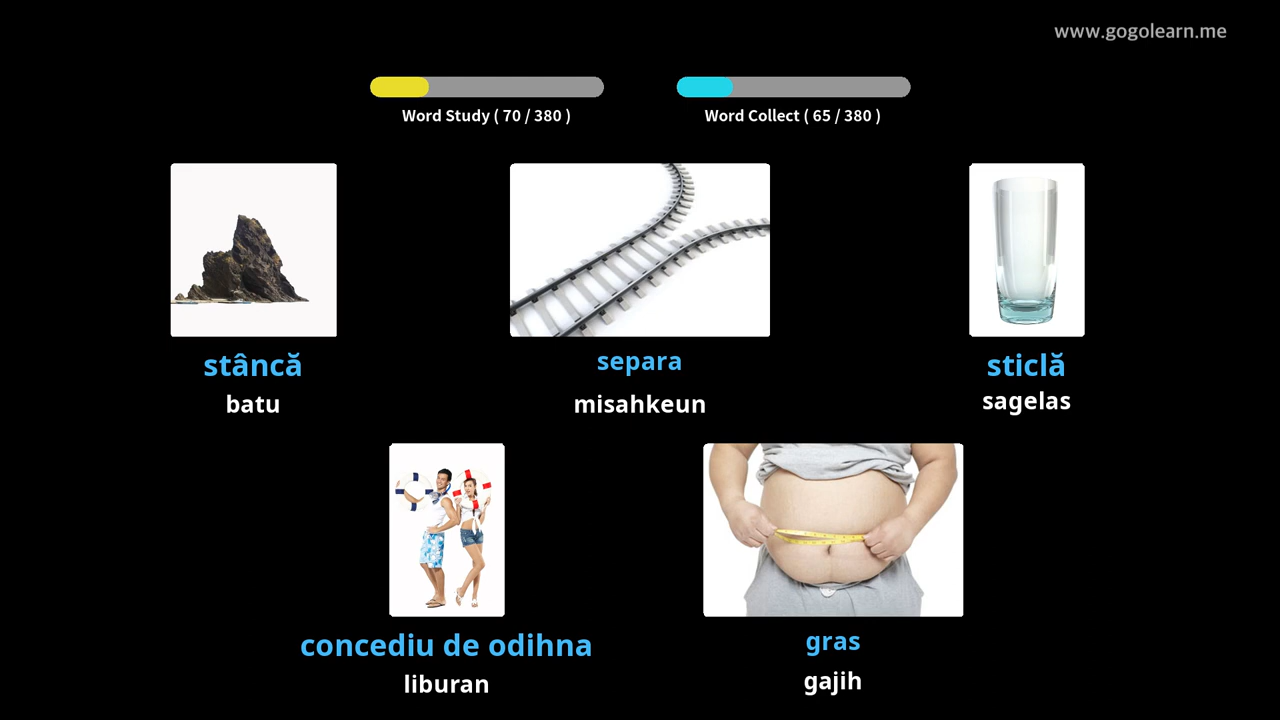 www.gogolearn.me
Word Study ( 70 / 380 )
Word Collect ( 65 / 380 )
stâncă
batu
separa
misahkeun
sticlă
sagelas
concediu de odihna
liburan
gras
gajih